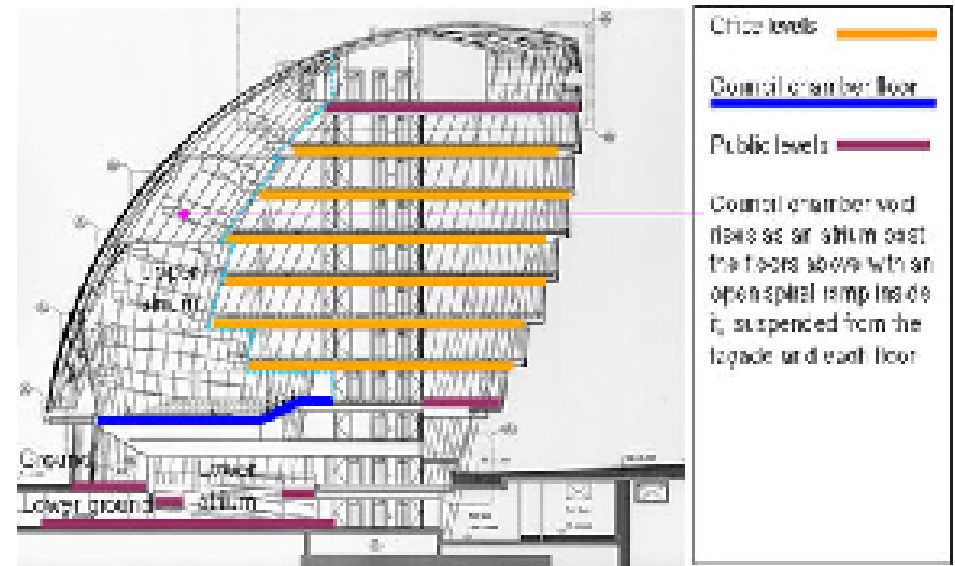 Office levels
Council chamber floor
Public levels
Council chamber void
rises as an atrium past
the floors above with an
open spiral ramp inside
it, suspended from the
façade and each floor
Upper
atrium
Ground
Lower
Lower ground
atrium